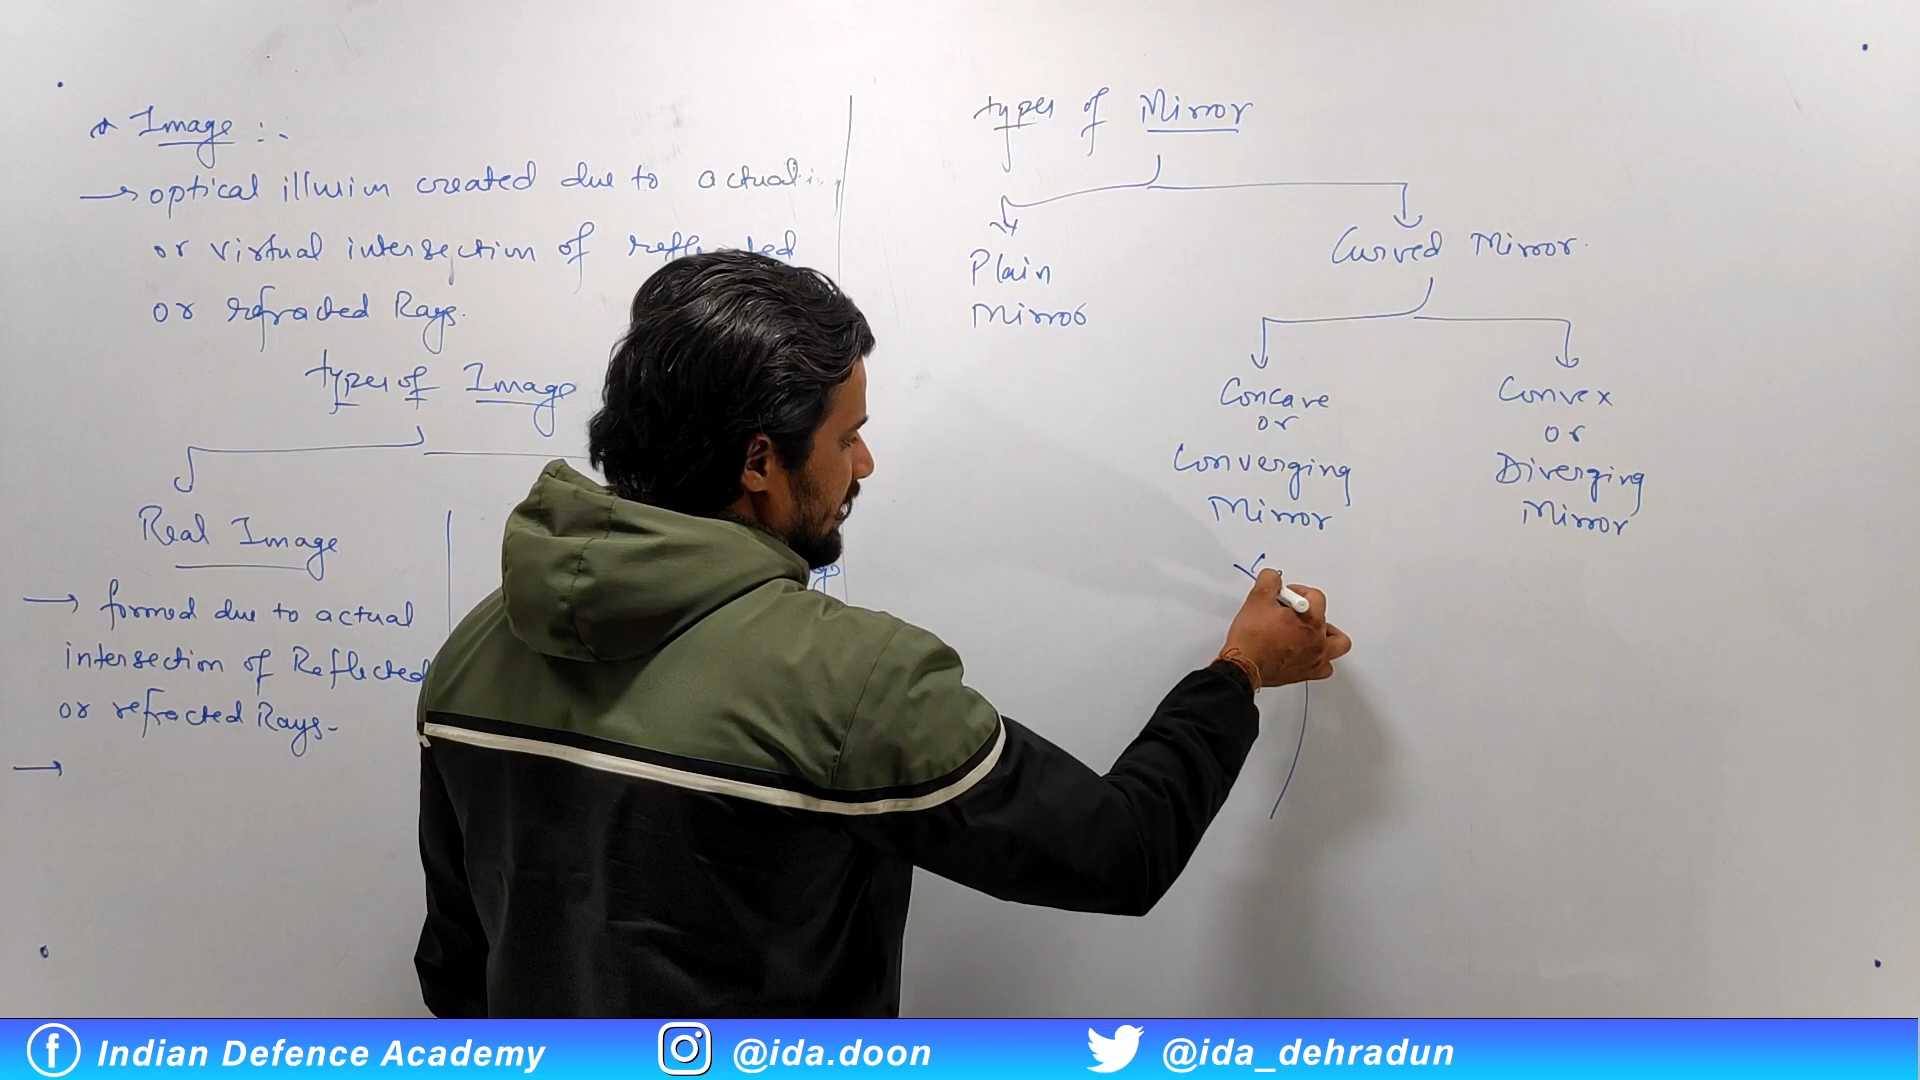 * Image :-
→ optical illusion created due to actual
or virtual intersection of reflected
or refracted Rays.
types of Image
Real Image
→ formed due to actual
intersection of Reflected
or refracted Rays-
→
types of Mirror
Plain
Mirror
Curved Mirror
Concave
or
Converging
Mirror
Convex
or
Diverging
Mirror
Indian Defence Academy
@ida.doon
@ida_dehradun